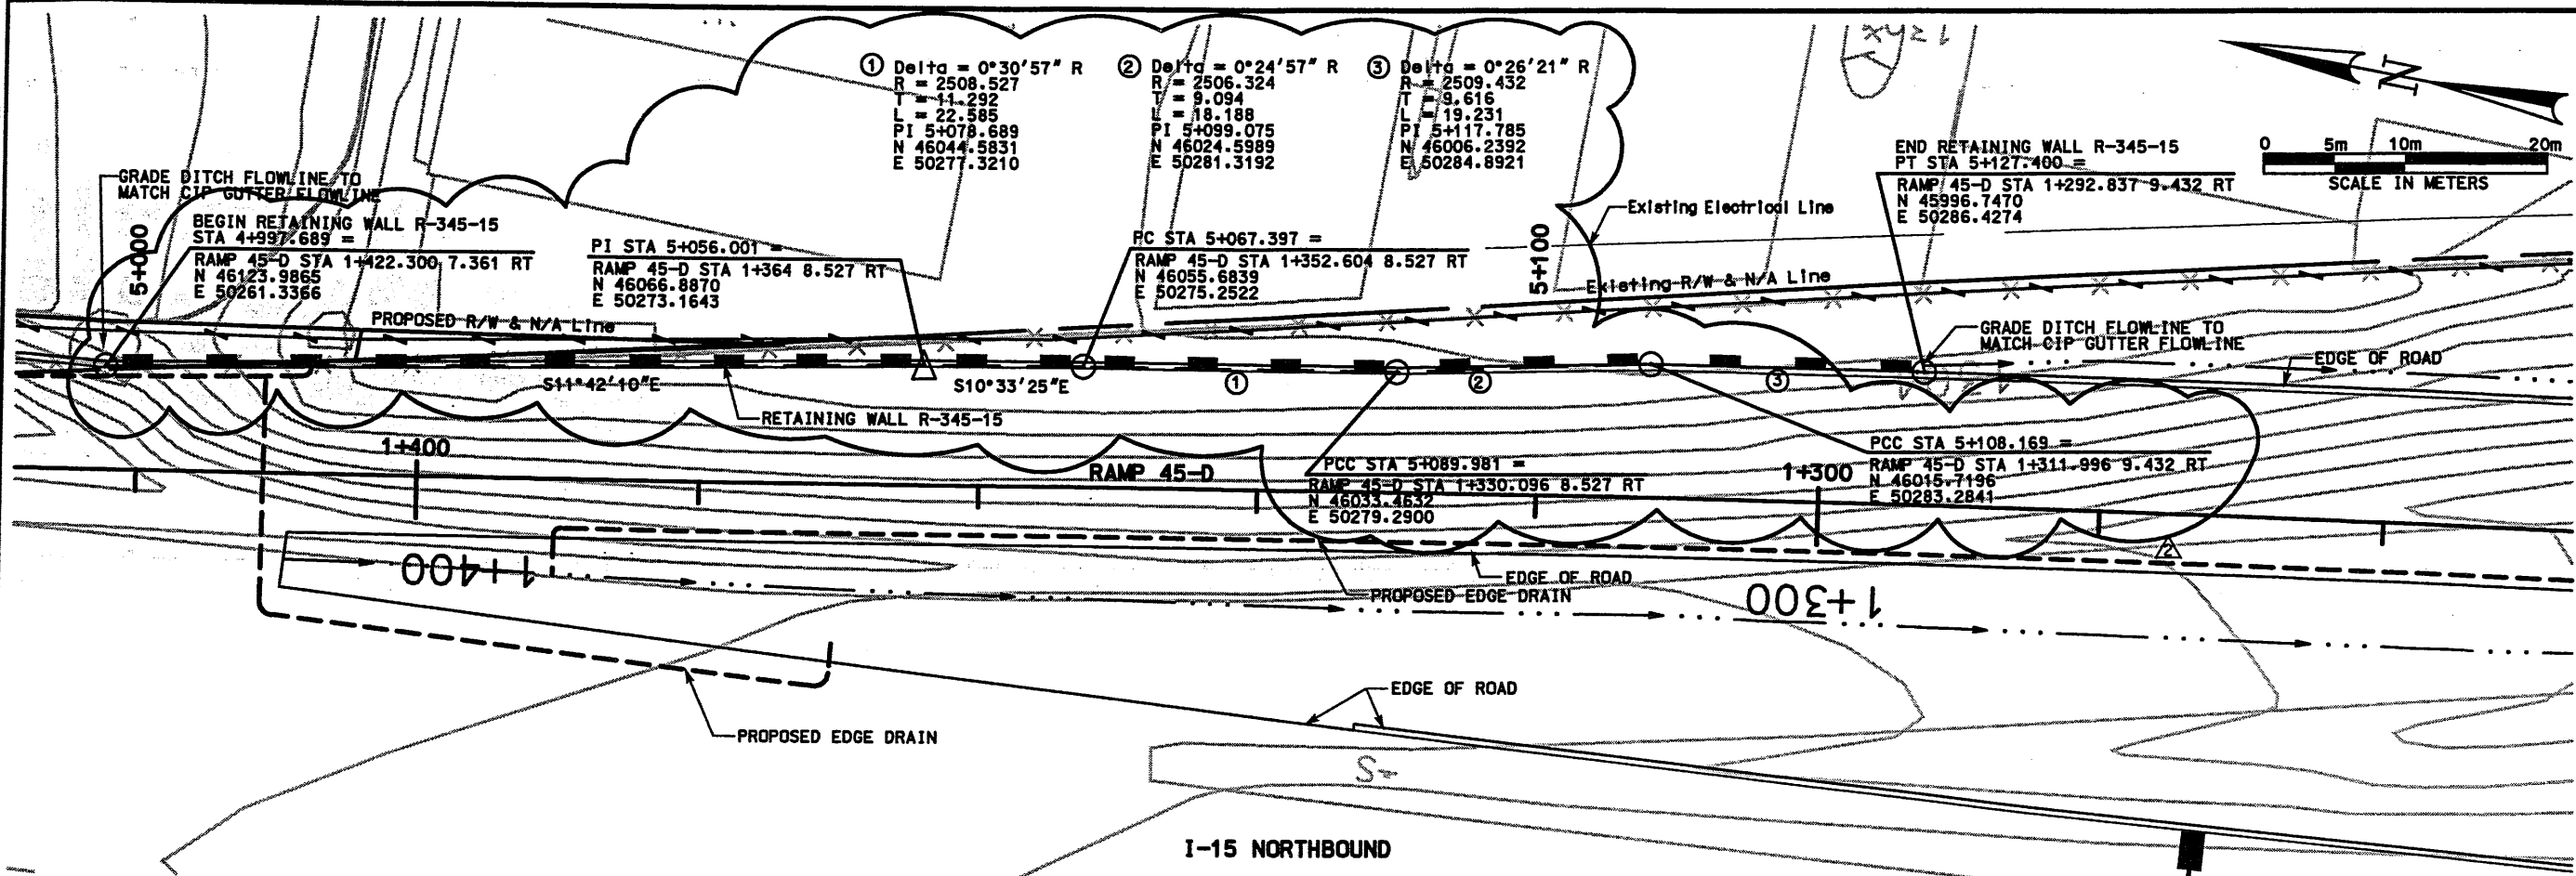 ① Delta = 0°30'57" R
R = 2508.527
T = 11.292
L = 22.585
PI 5+078.689
N 46044.5831
E 50277.3210
② Delta = 0°24'57" R
R = 2506.324
T = 9.094
L = 18.188
PI 5+099.075
N 46024.5989
E 50281.3192
③ Delta = 0°26'21" R
R = 2509.432
T = 9.616
L = 19.231
PI 5+117.785
N 46006.2392
E 50284.8921
N
0 5m 10m 20m
SCALE IN METERS
GRADE DITCH FLOWLINE TO
MATCH CIP GUTTER FLOWLINE
5+000
BEGIN RETAINING WALL R-345-15
STA 4+997.689 =
RAMP 45-D STA 1+422.300 7.361 RT
N 46123.9865
E 50261.3366
PI STA 5+056.001 =
RAMP 45-D STA 1+364 8.527 RT
N 46066.8870
E 50273.1643
PC STA 5+067.397 =
RAMP 45-D STA 1+352.604 8.527 RT
N 46055.6839
E 50275.2522
5+100
Existing Electrical Line
END RETAINING WALL R-345-15
PT STA 5+127.400 =
RAMP 45-D STA 1+292.837 9.432 RT
N 45996.7470
E 50286.4274
Existing R/W & N/A Line
PROPOSED R/W & N/A Line
GRADE DITCH FLOWLINE TO
MATCH CIP GUTTER FLOWLINE
EDGE OF ROAD
S11°42'10"E
S10°33'25"E
①
②
③
RETAINING WALL R-345-15
1+400
RAMP 45-D
PCC STA 5+089.981 =
RAMP 45-D STA 1+330.096 8.527 RT
N 46033.4632
E 50279.2900
1+300
PCC STA 5+108.169 =
RAMP 45-D STA 1+311.996 9.432 RT
N 46015.7196
E 50283.2841
2
1+400
EDGE OF ROAD
PROPOSED EDGE DRAIN
1+300
EDGE OF ROAD
PROPOSED EDGE DRAIN
S=
I-15 NORTHBOUND